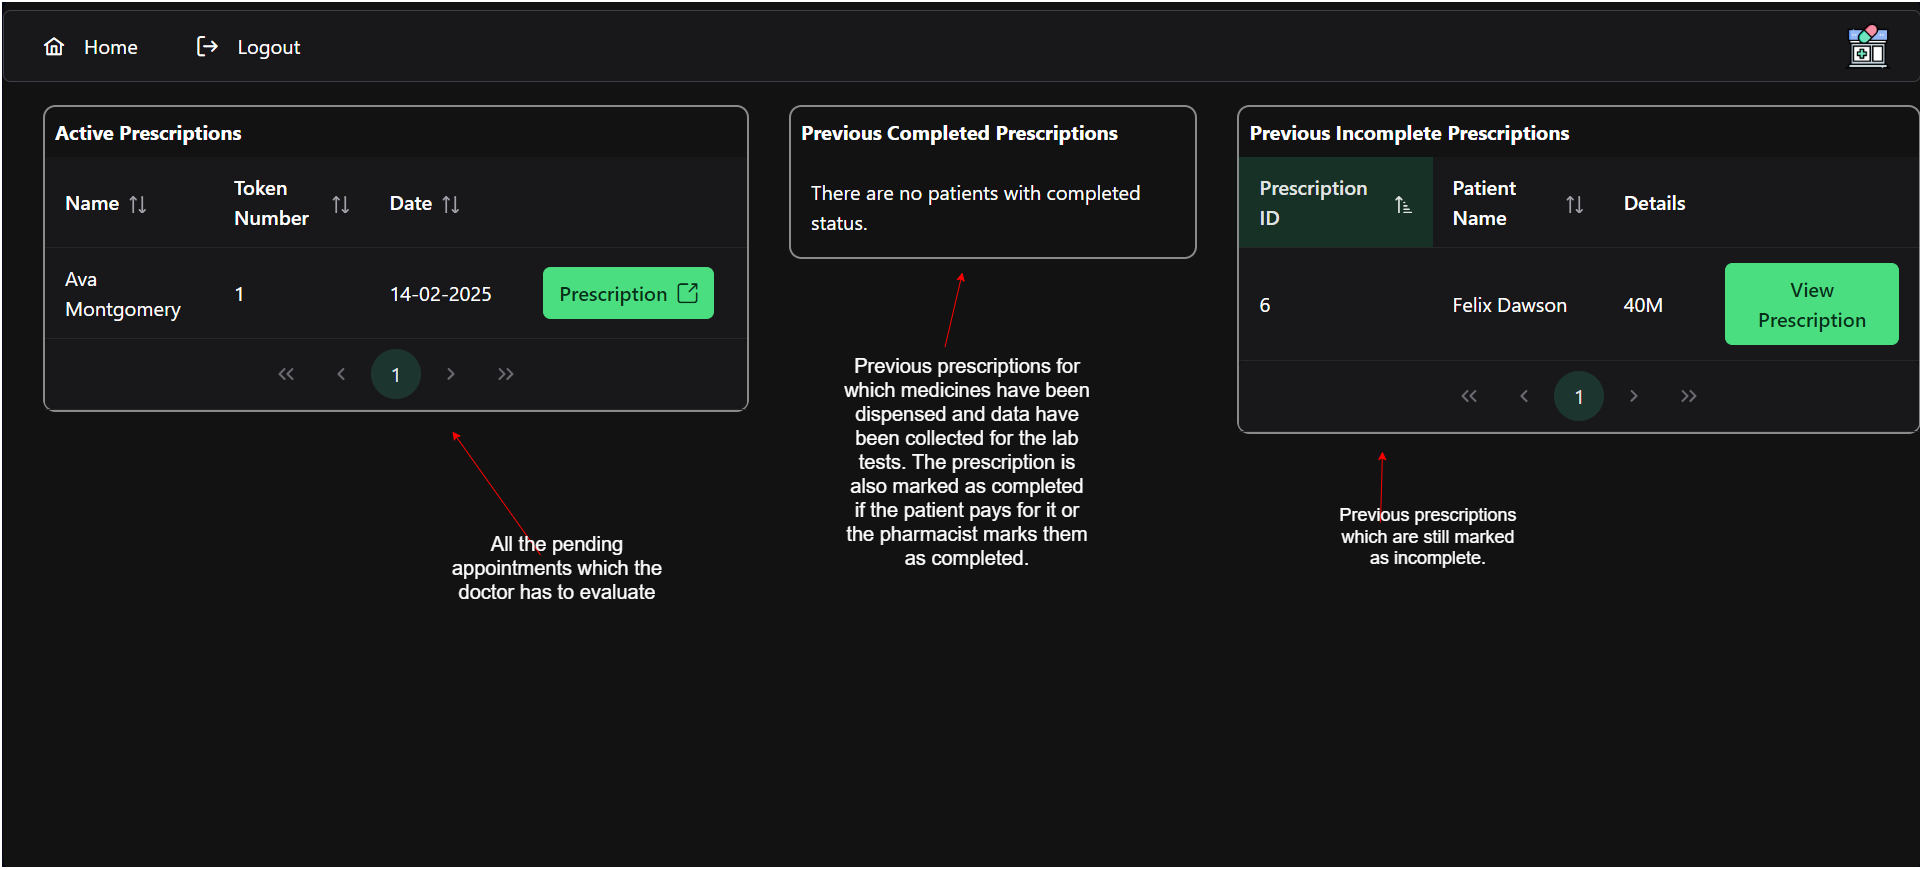 Home
Logout
Active Prescriptions
Name
Token
Number
Date
Ava
Montgomery
1
14-02-2025
Prescription
1
All the pending
appointments which the
doctor has to evaluate
Previous Completed Prescriptions
There are no patients with completed
status.
Previous prescriptions for
which medicines have been
dispensed and data have
been collected for the lab
tests. The prescription is
also marked as completed
if the patient pays for it or
the pharmacist marks them
as completed.
Previous Incomplete Prescriptions
Prescription
ID
Patient
Name
Details
6
Felix Dawson
40M
View
Prescription
1
Previous prescriptions
which are still marked
as incomplete.